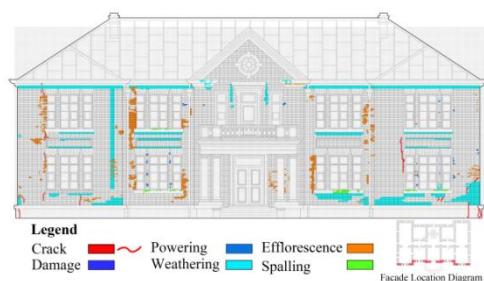 Legend
Crack Powering Efflorescence
Damage Weathering Spalling
Facade Location Diagram